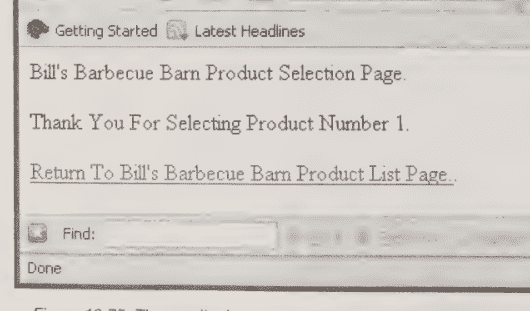 Getting Started Latest Headlines
Bill's Barbecue Barn Product Selection Page.
Thank You For Selecting Product Number 1.
Return To Bill's Barbecue Barn Product List Page..
Find:
Done